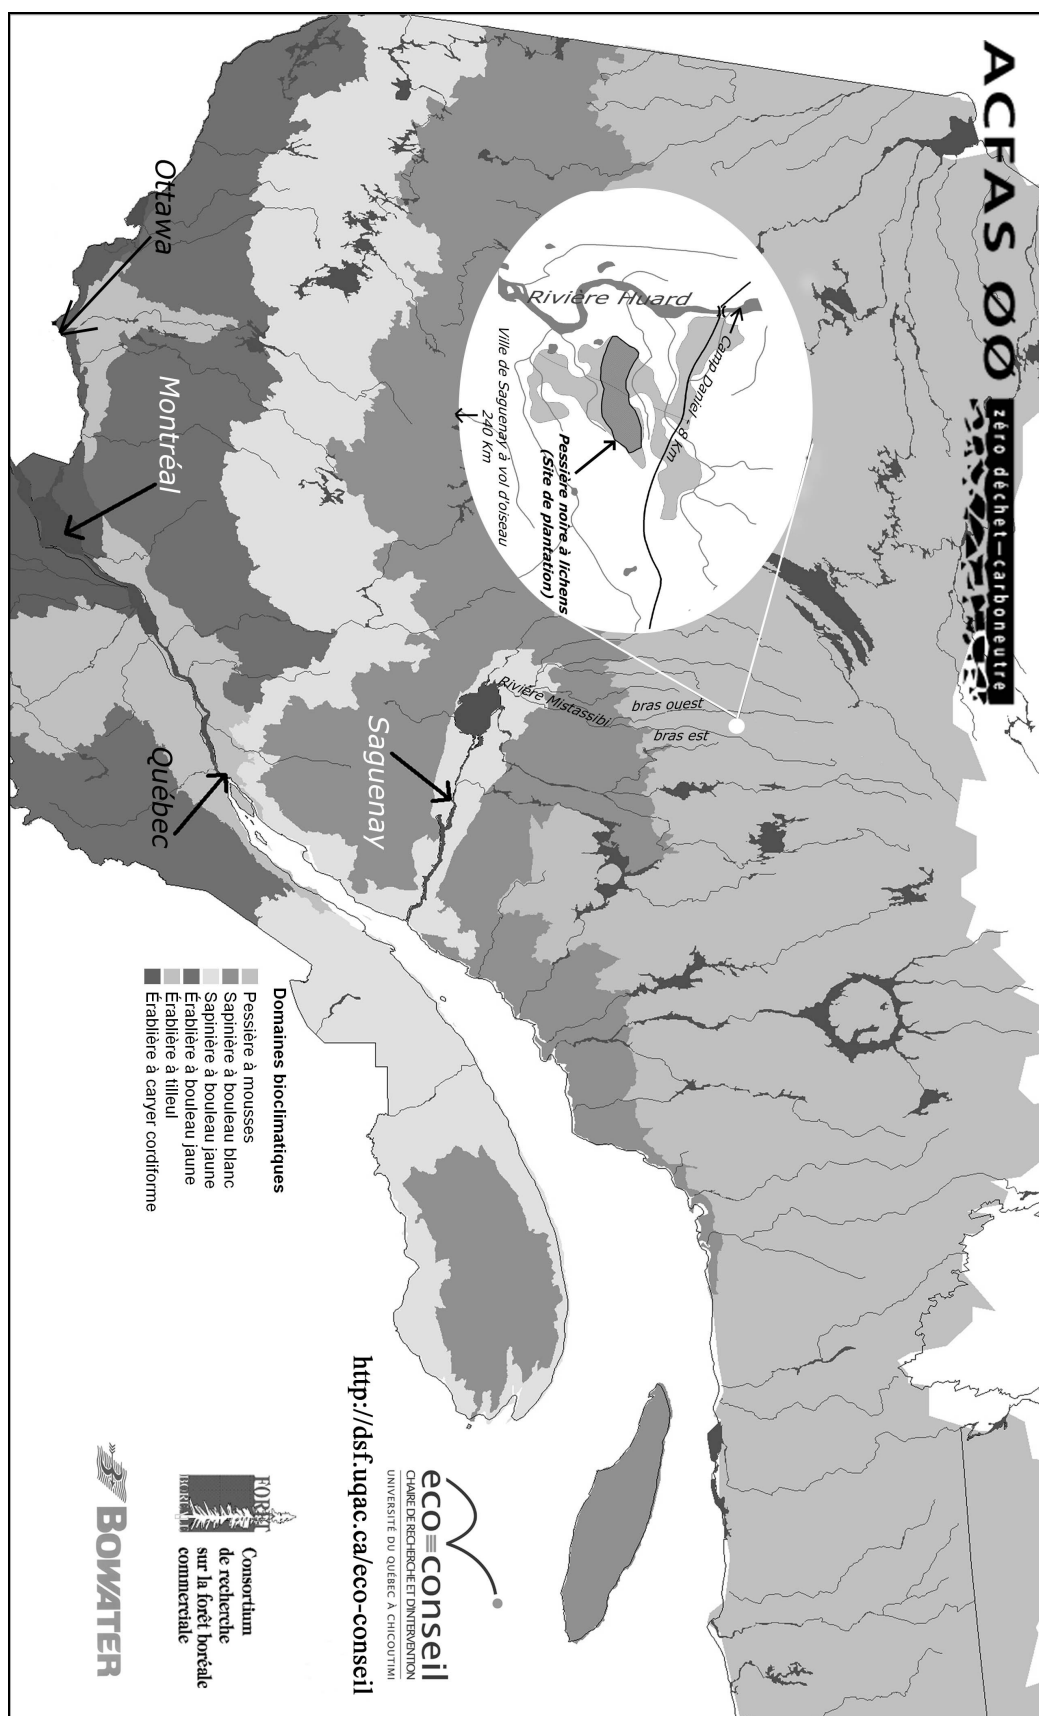 ACFAS ØØ
zéro déchet—carboneutre
Rivière Huard
Camp Daniel - 8 Km
Pessière noire à lichens
(Site de plantation)
Ville de Saguenay à vol d'oiseau
240 Km
Rivière Mistassibi
bras ouest
bras est
Saguenay
Ottawa
Montréal
Québec
Domaines bioclimatiques
Pessière à mousses
Sapinière à bouleau blanc
Sapinière à bouleau jaune
Érablière à bouleau jaune
Érablière à tilleul
Érablière à caryer cordiforme
eco≡conseil
CHAIRE DE RECHERCHE ET D'INTERVENTION
UNIVERSITÉ DU QUÉBEC À CHICOUTIMI
http://dsf.uqac.ca/eco-conseil
FORÊT
BORÉALE
Consortium
de recherche
sur la forêt boréale
commerciale
BOWATER